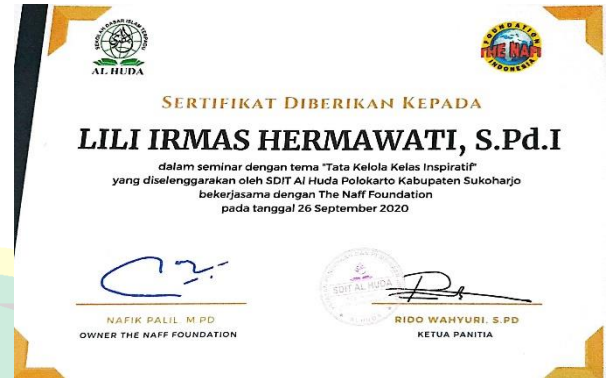 SEKOLAH DASAR ISLAM TERPADU
AL HUDA
FOUNDATION
THE NAFF
INDONESIA
SERTIFIKAT DIBERIKAN KEPADA
LILI IRMAS HERMAWATI, S.Pd.I
dalam seminar dengan tema "Tata Kelola Kelas Inspiratif"
yang diselenggarakan oleh SDIT Al Huda Polokarto Kabupaten Sukoharjo
bekerjasama dengan The Naff Foundation
pada tanggal 26 September 2020
SDIT AL HUDA
NAFIK PALIL M.PD
OWNER THE NAFF FOUNDATION
RIDO WAHYURI, S.PD
KETUA PANITIA